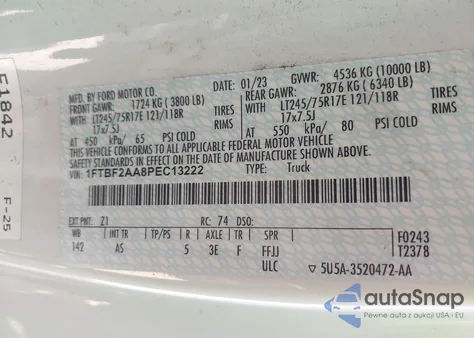 MFD. BY FORD MOTOR CO. 01/23 GVWR: 4536 KG (10000 LB)
FRONT GAWR: 1724 KG (3800 LB) 2876 KG (6340 LB)
WITH LT245/75R17E 121/118R TIRES WITH LT245/75R17E 121/118R TIRES
17x7.5J RIMS 17x7.5J RIMS
AT 450 kPa/ 65 PSI COLD AT 550 kPa/ 80 PSI COLD
THIS VEHICLE CONFORMS TO ALL APPLICABLE FEDERAL MOTOR VEHICLE
SAFETY STANDARDS IN EFFECT ON THE DATE OF MANUFACTURE SHOWN ABOVE.
VIN: 1FTBF2AA8PEC13222 TYPE: Truck
EXT PNT: Z1 RC: 74 DSO:
WB INT TR TP/PS R AXLE TR SPR F0243
142 AS 5 3E F FFJJ T2378
ULC ▽ 5U5A-3520472-AA
F1842
F-25
autoSnap
Pewne auta z USA i EU